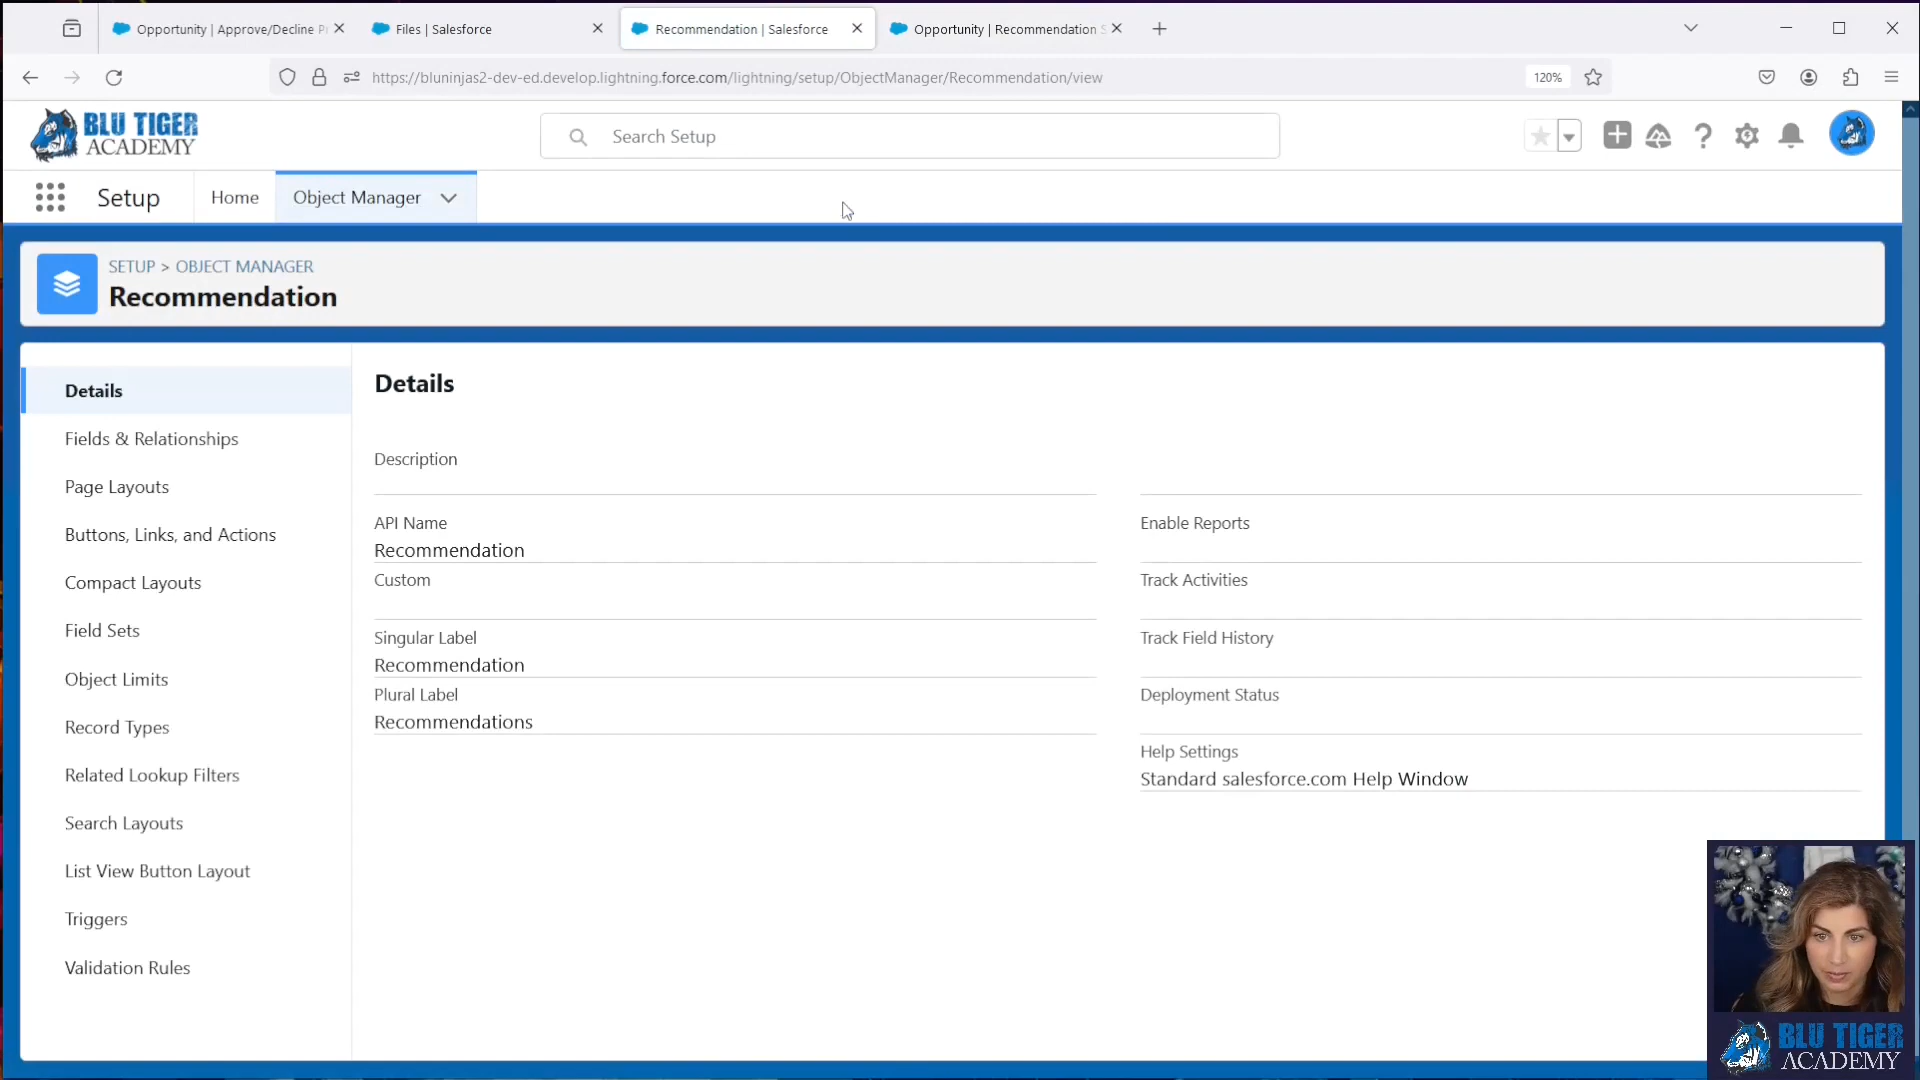 Opportunity | Approve/Decline
Files | Salesforce
Recommendation | Salesforce
Opportunity | Recommendation
https://bluninjas2-dev-ed.develop.lightning.force.com/lightning/setup/ObjectManager/Recommendation/view
120%
BLU TIGER
ACADEMY
Search Setup
Setup
Home
Object Manager
SETUP > OBJECT MANAGER
Recommendation
Details
Fields & Relationships
Page Layouts
Buttons, Links, and Actions
Compact Layouts
Field Sets
Object Limits
Record Types
Related Lookup Filters
Search Layouts
List View Button Layout
Triggers
Validation Rules
Details
Description
API Name
Recommendation
Custom
Singular Label
Recommendation
Plural Label
Recommendations
Enable Reports
Track Activities
Track Field History
Deployment Status
Help Settings
Standard salesforce.com Help Window
BLU TIGER
ACADEMY